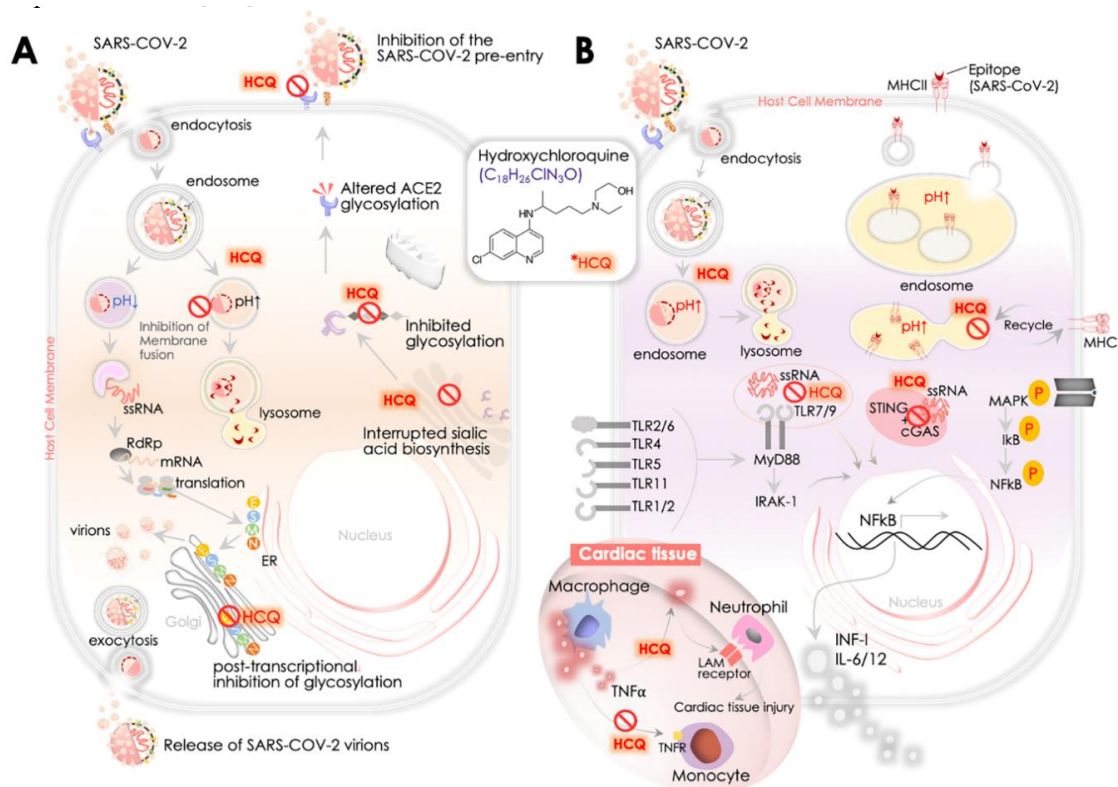 A
SARS-COV-2
Inhibition of the
SARS-COV-2 pre-entry
HCQ
endocytosis
endosome
Altered ACE2
glycosylation
HCQ
pH↓
pH↑
Inhibition of
Membrane
fusion
HCQ
Inhibited
glycosylation
ssRNA
lysosome
HCQ
Interrupted sialic
acid biosynthesis
Host Cell Membrane
RdRp
mRNA
translation
virions
E
S
M
N
ER
Nucleus
E
S
M
N
S
M
N
Golgi
HCQ
exocytosis
post-transcriptional
inhibition of glycosylation
Release of SARS-COV-2 virions
Hydroxychloroquine
(C₁₈H₂₆ClN₃O)
OH
N
HN
Cl
N
*HCQ
B
SARS-COV-2
Host Cell Membrane
MHCII
Epitope
(SARS-CoV-2)
endocytosis
pH↑
endosome
HCQ
pH↑
endosome
lysosome
pH↑
HCQ
Recycle
MHC
ssRNA
HCQ
TLR7/9
HCQ
ssRNA
STING
+
cGAS
MAPK
P
IkB
P
NFkB
P
TLR2/6
TLR4
TLR5
TLR11
TLR1/2
MyD88
IRAK-1
NFkB
Nucleus
INF-I
IL-6/12
Cardiac tissue
Macrophage
Neutrophil
HCQ
LAM
receptor
TNFα
Cardiac tissue injury
HCQ
TNFR
Monocyte